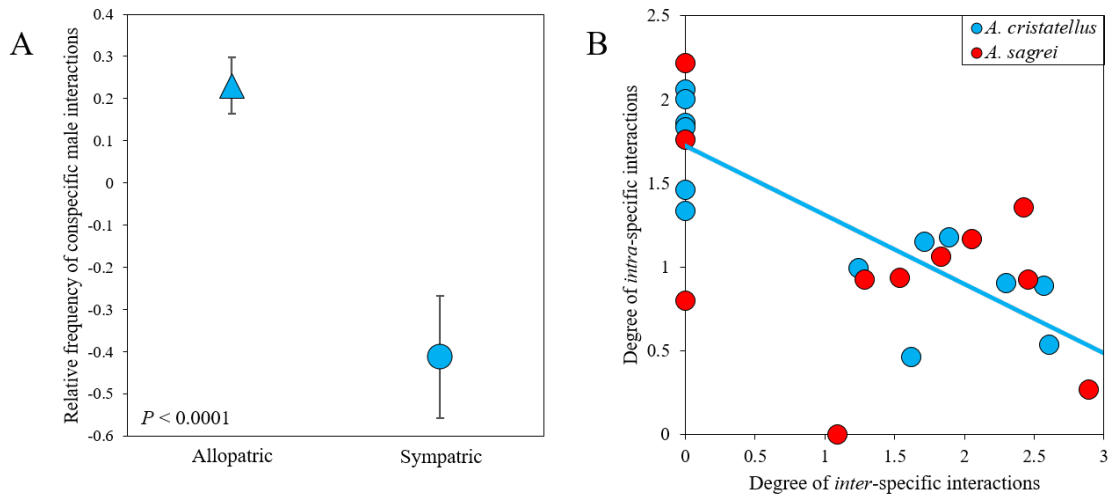 A
Relative frequency of conspecific male interactions
0.4
0.3
0.2
0.1
0
-0.1
-0.2
-0.3
-0.4
-0.5
-0.6
P < 0.0001
Allopatric
Sympatric
B
Degree of intra-specific interactions
2.5
2
1.5
1
0.5
0
A. cristatellus
A. sagrei
0
0.5
1
1.5
2
2.5
3
Degree of inter-specific interactions